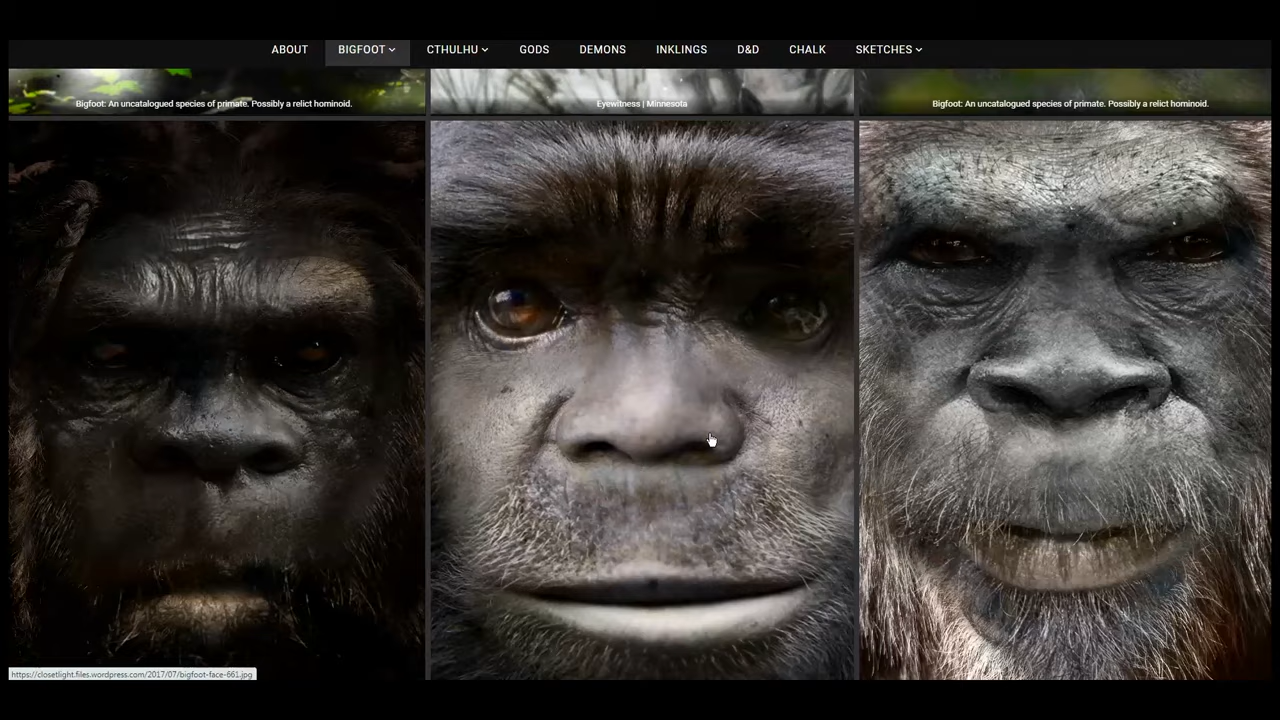 ABOUT BIGFOOT CTHULHU GODS DEMONS INKLINGS D&D CHALK SKETCHES
Bigfoot: An uncatalogued species of primate. Possibly a relict hominoid.
Eyewitness | Minnesota
Bigfoot: An uncatalogued species of primate. Possibly a relict hominoid.
https://closetlight.files.wordpress.com/2017/07/bigfoot-face-661.jpg